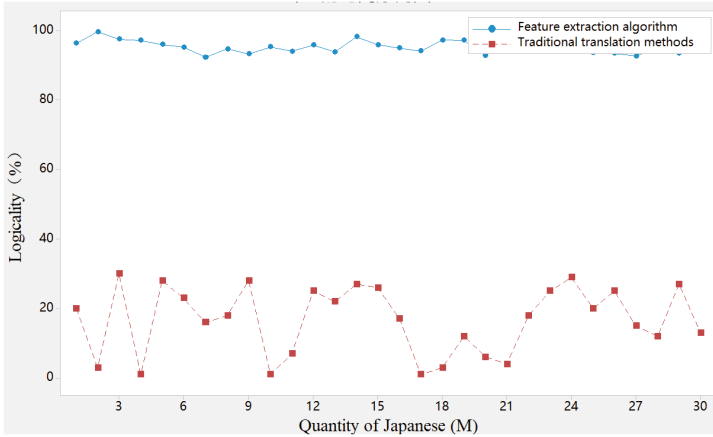 Feature extraction algorithm
Traditional translation methods
100
80
60
40
20
0
Logicality（%）
3 6 9 12 15 18 21 24 27 30
Quantity of Japanese (M)